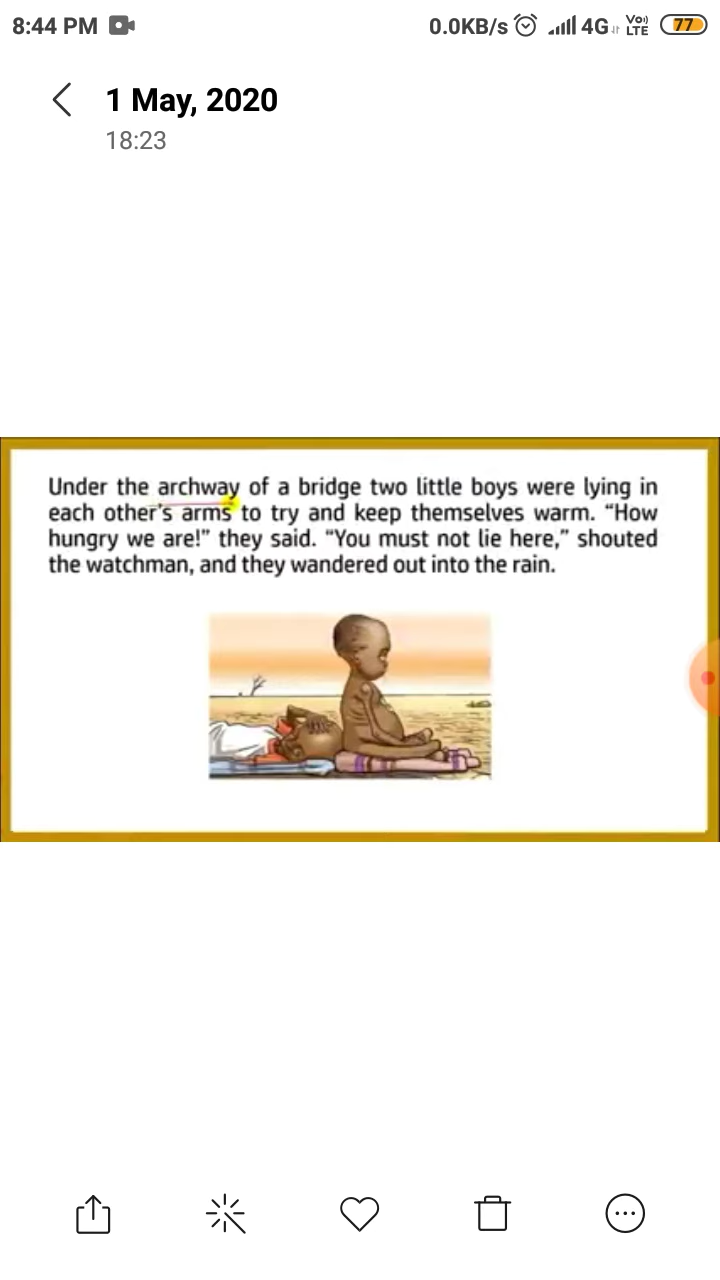 8:44 PM 0.0KB/s 4G Vo)) LTE 77
1 May, 2020
18:23
Under the archway of a bridge two little boys were lying in
each other's arms to try and keep themselves warm. “How
hungry we are!” they said. “You must not lie here,” shouted
the watchman, and they wandered out into the rain.